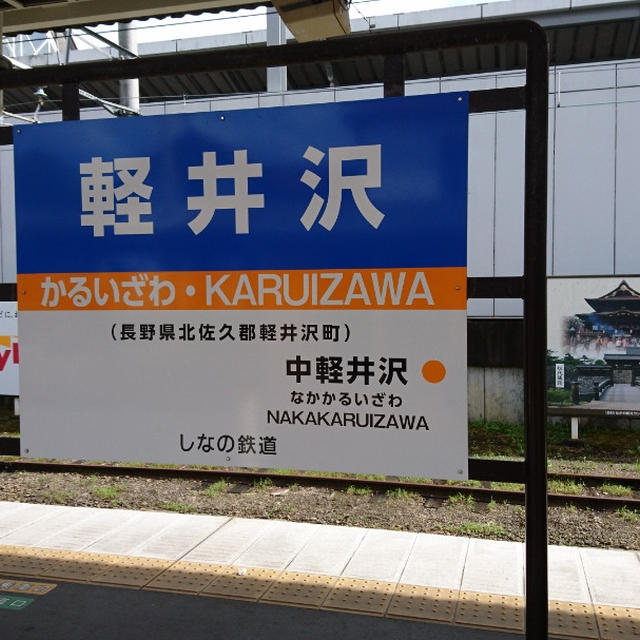 軽井沢
かるいざわ・KARUIZAWA
（長野県北佐久郡軽井沢町）
中軽井沢
なかかるいざわ
NAKAKARUIZAWA
しなの鉄道